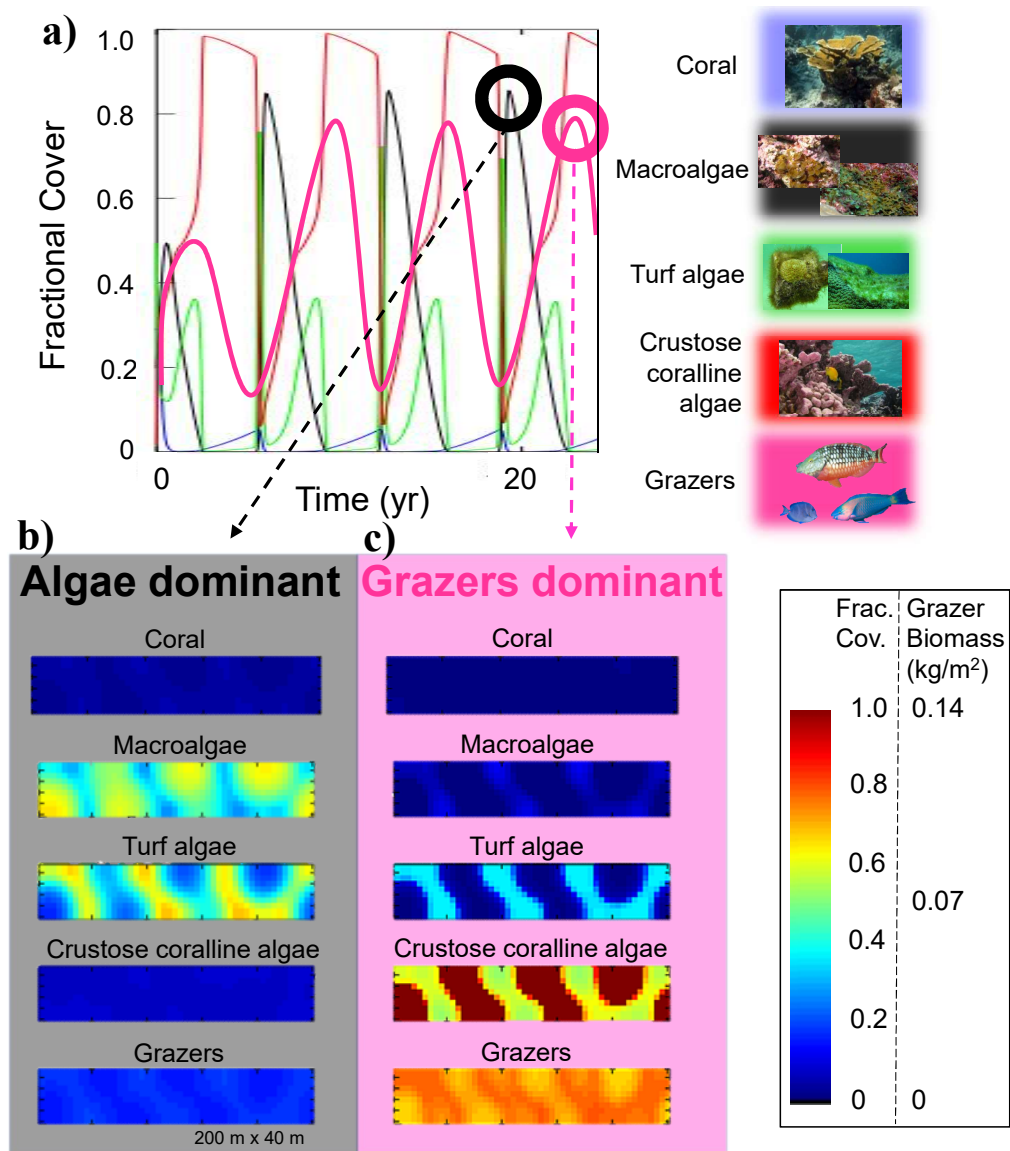 a)
Fractional Cover
1.0
0.8
0.6
0.4
0.2
0
0
20
Time (yr)
Coral
Macroalgae
Turf algae
Crustose
coralline
algae
Grazers
b)
Algae dominant
Coral
Macroalgae
Turf algae
Crustose coralline algae
Grazers
200 m x 40 m
c)
Grazers dominant
Coral
Macroalgae
Turf algae
Crustose coralline algae
Grazers
Frac.
Cov.
Grazer
Biomass
(kg/m²)
1.0
0.8
0.6
0.4
0.2
0
0.14
0.07
0